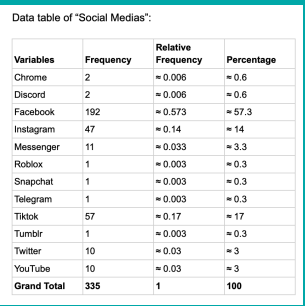 Data table of “Social Medias”:
Variables Frequency Relative Frequency Percentage
Chrome 2 ≈ 0.006 ≈ 0.6
Discord 2 ≈ 0.006 ≈ 0.6
Facebook 192 ≈ 0.573 ≈ 57.3
Instagram 47 ≈ 0.14 ≈ 14
Messenger 11 ≈ 0.033 ≈ 3.3
Roblox 1 ≈ 0.003 ≈ 0.3
Snapchat 1 ≈ 0.003 ≈ 0.3
Telegram 1 ≈ 0.003 ≈ 0.3
Tiktok 57 ≈ 0.17 ≈ 17
Tumblr 1 ≈ 0.003 ≈ 0.3
Twitter 10 ≈ 0.03 ≈ 3
YouTube 10 ≈ 0.03 ≈ 3
Grand Total 335 1 100